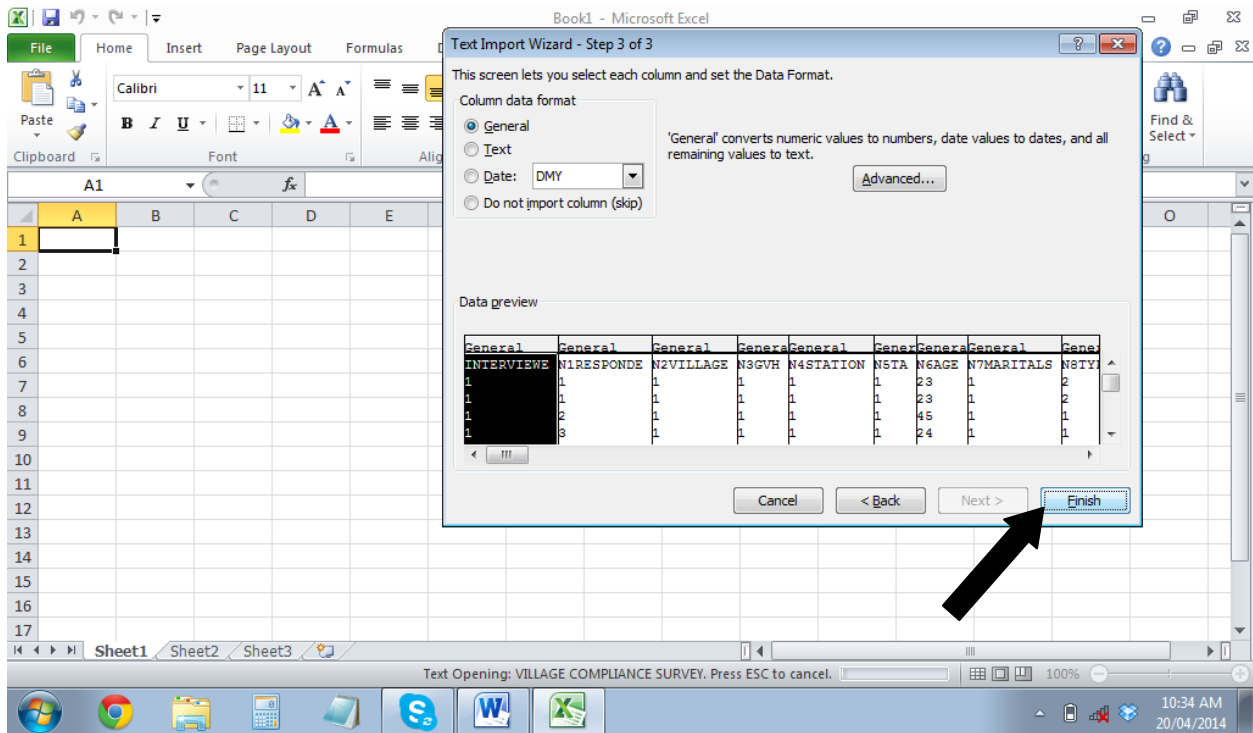 Book1 - Microsoft Excel
File Home Insert Page Layout Formulas
Calibri 11 A A
Paste B I U A
Clipboard Font Alig
Find &
Select
A1 fx
A B C D E O
1
2
3
4
5
6
7
8
9
10
11
12
13
14
15
16
17
Text Import Wizard - Step 3 of 3
This screen lets you select each column and set the Data Format.
Column data format
General
Text
Date: DMY
Do not import column (skip)
'General' converts numeric values to numbers, date values to dates, and all
remaining values to text.
Advanced...
Data preview
General General General GeneraGeneral GenerGeneraGeneral Gener
INTERVIEWE N1RESPONDE N2VILLAGE N3GVH N4STATION N5TA N6AGE N7MARITALS N8TYI
1 1 1 1 1 1 23 1 2
1 1 1 1 1 1 23 1 2
1 2 1 1 1 1 45 1 1
1 3 1 1 1 1 24 1 1
Cancel < Back Next > Finish
Sheet1 Sheet2 Sheet3
Text Opening: VILLAGE COMPLIANCE SURVEY. Press ESC to cancel. 100%
10:34 AM
20/04/2014